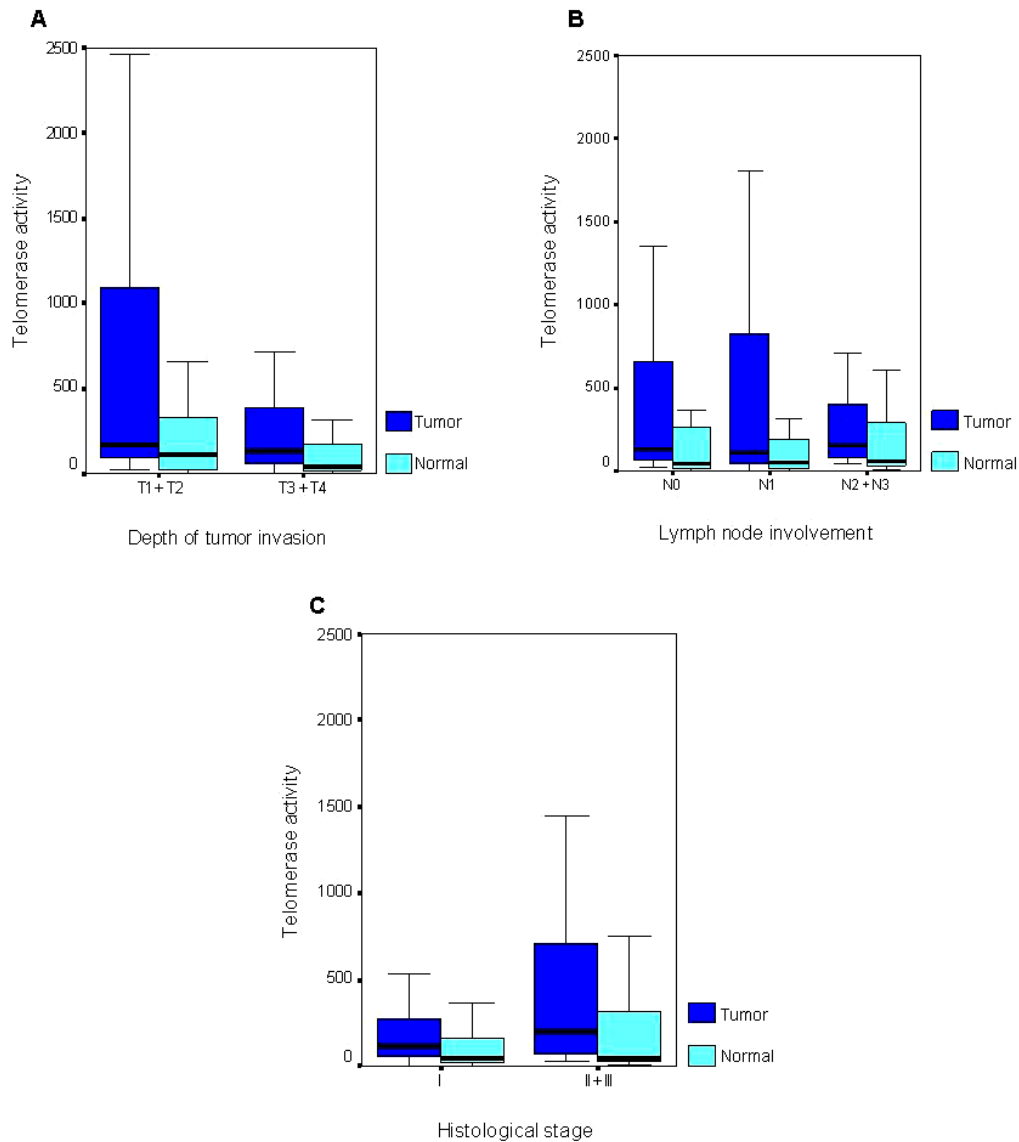 A
2500
2000
1500
1000
500
0
Telomerase activity
T1 + T2
T3 + T4
Depth of tumor invasion
Tumor
Normal
B
2500
2000
1500
1000
500
0
Telomerase activity
N0
N1
N2 + N3
Lymph node involvement
Tumor
Normal
C
2500
2000
1500
1000
500
0
Telomerase activity
I
II + III
Histological stage
Tumor
Normal